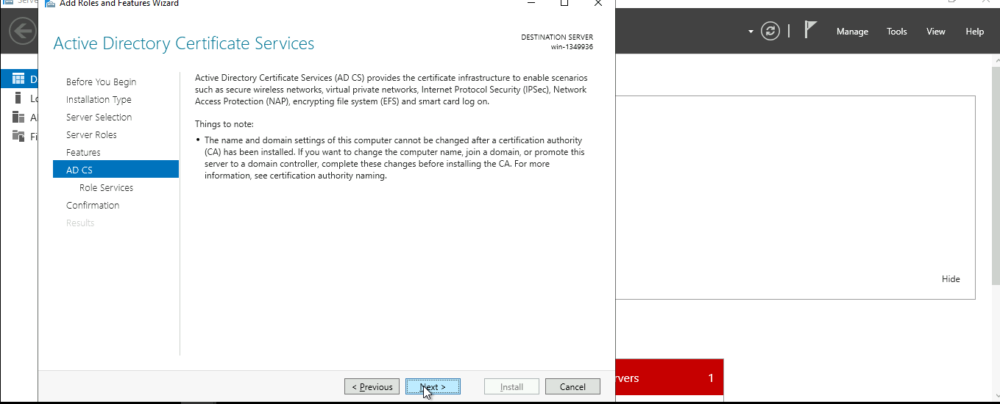 Add Roles and Features Wizard
Manage
Tools
View
Help
Active Directory Certificate Services
DESTINATION SERVER
win-1349936
Before You Begin
Installation Type
Server Selection
Server Roles
Features
AD CS
Role Services
Confirmation
Results
Active Directory Certificate Services (AD CS) provides the certificate infrastructure to enable scenarios
such as secure wireless networks, virtual private networks, Internet Protocol Security (IPSec), Network
Access Protection (NAP), encrypting file system (EFS) and smart card log on.
Things to note:
• The name and domain settings of this computer cannot be changed after a certification authority
(CA) has been installed. If you want to change the computer name, join a domain, or promote this
server to a domain controller, complete these changes before installing the CA. For more
information, see certification authority naming.
Hide
1
< Previous
Next >
Install
Cancel